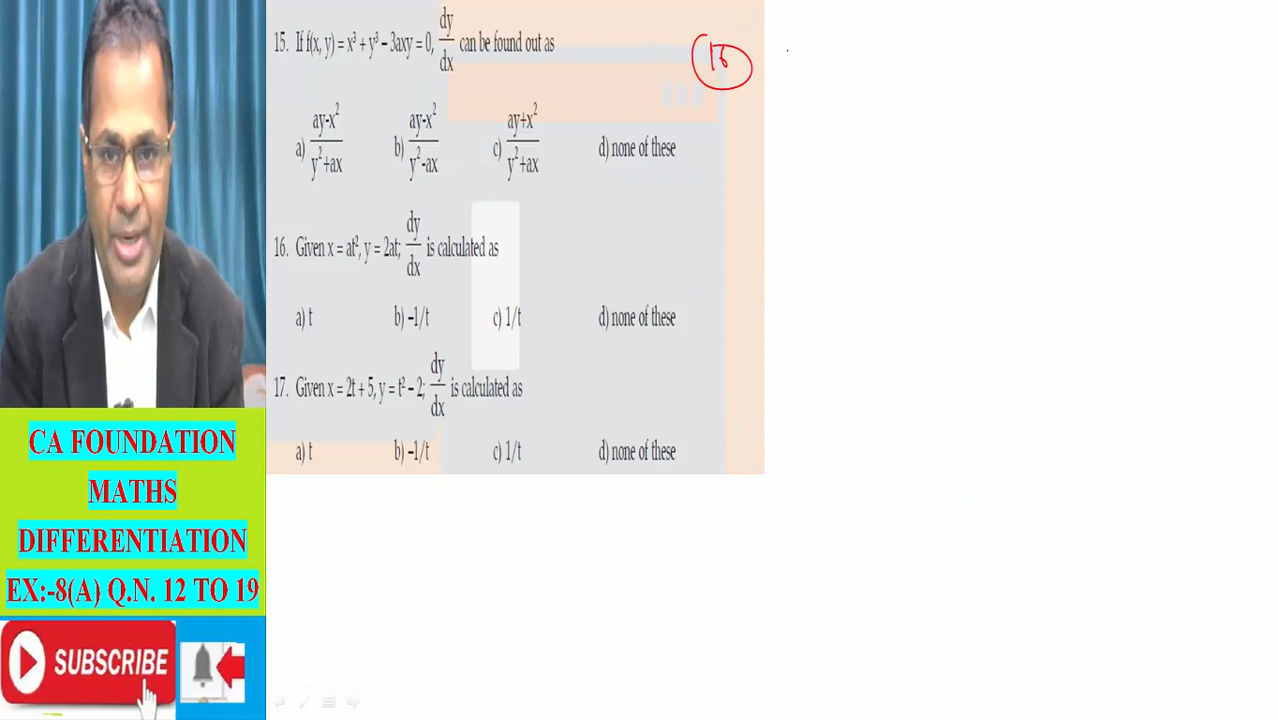 15. If f(x, y) = x³ + y³ – 3axy = 0, dy/dx can be found out as
a) ay-x²/y²+ax b) ay-x²/y²-ax c) ay+x²/y²+ax d) none of these
16. Given x = at², y = 2at; dy/dx is calculated as
a) t b) –1/t c) 1/t d) none of these
17. Given x = 2t + 5, y = t² – 2; dy/dx is calculated as
a) t b) –1/t c) 1/t d) none of these
16
CA FOUNDATION
MATHS
DIFFERENTIATION
EX:-8(A) Q.N. 12 TO 19
SUBSCRIBE